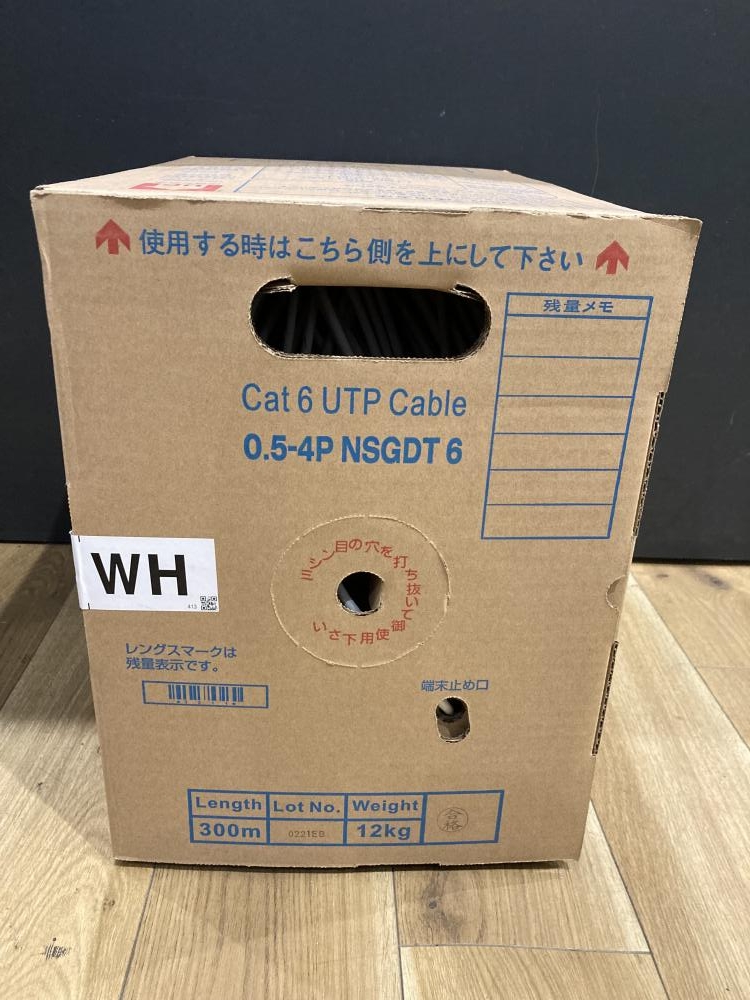 使用する時はこちら側を上にして下さい
残量メモ
Cat 6 UTP Cable
0.5-4P NSGDT 6
ミシン目の穴を打ち抜いて御使用下さい
WH
413
レングスマークは
残量表示です。
端末止め口
Length Lot No. Weight
300m 0221EB 12kg
合格